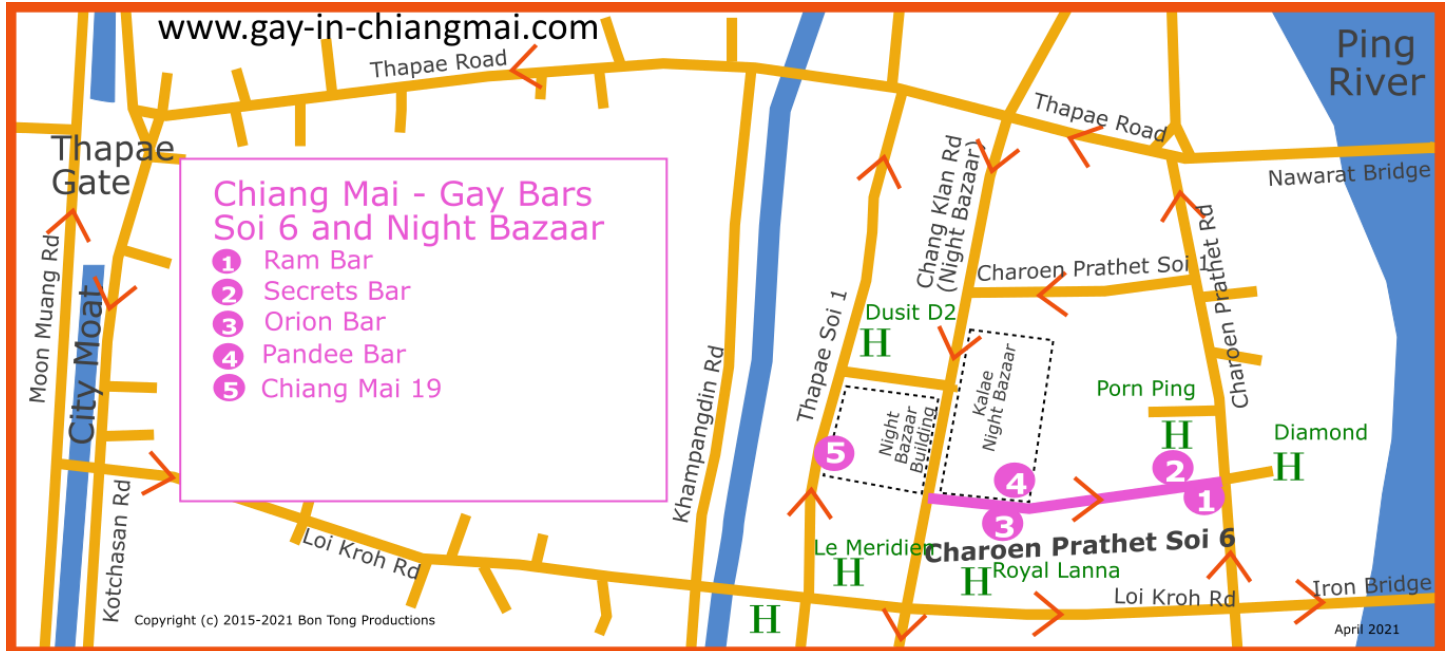 www.gay-in-chiangmai.com
Ping
River
Thapae Road
Thapae Road
Thapae
Gate
Nawarat Bridge
Chiang Mai - Gay Bars
Soi 6 and Night Bazaar
1 Ram Bar
2 Secrets Bar
3 Orion Bar
4 Pandee Bar
5 Chiang Mai 19
Moon Muang Rd
City Moat
Kotchasan Rd
Khampangdin Rd
Thapae Soi 1
Chang Klan Rd
(Night Bazaar)
Charoen Prathet Soi 1
Charoen Prathet Rd
Dusit D2
H
Kalae
Night Bazaar
Night
Bazaar
Building
Porn Ping
H
Diamond
H
5
4
3
2
1
Charoen Prathet Soi 6
Le Meridien
H
Royal Lanna
H
Loi Kroh Rd
Loi Kroh Rd
Iron Bridge
H
Copyright (c) 2015-2021 Bon Tong Productions
April 2021